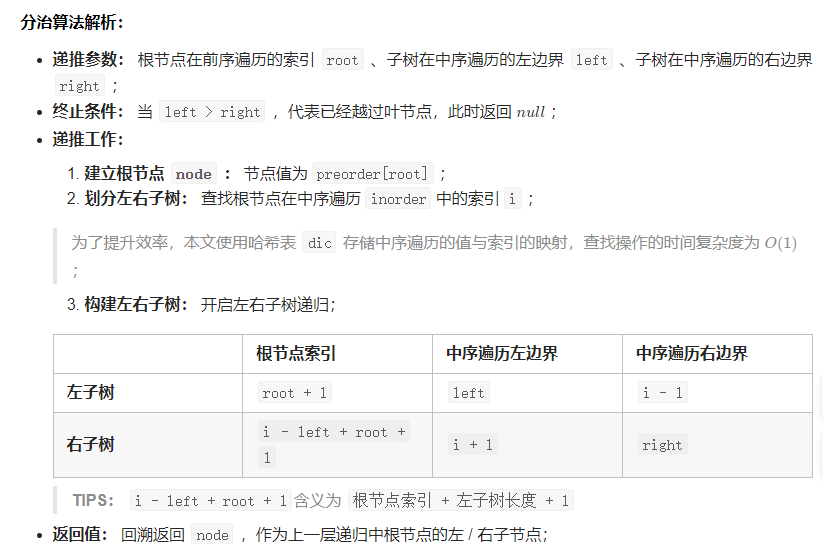 分治算法解析：
• 递推参数： 根节点在前序遍历的索引 root 、子树在中序遍历的左边界 left 、子树在中序遍历的右边界
right ；
• 终止条件： 当 left > right ，代表已经越过叶节点，此时返回 null ；
• 递推工作：
1. 建立根节点 node ： 节点值为 preorder[root] ；
2. 划分左右子树： 查找根节点在中序遍历 inorder 中的索引 i ；
为了提升效率，本文使用哈希表 dic 存储中序遍历的值与索引的映射，查找操作的时间复杂度为 O(1)
；
3. 构建左右子树： 开启左右子树递归；
根节点索引 中序遍历左边界 中序遍历右边界
左子树 root + 1 left i - 1
右子树 i - left + root + 1 i + 1 right
TIPS： i - left + root + 1 含义为 根节点索引 + 左子树长度 + 1
• 返回值： 回溯返回 node ，作为上一层递归中根节点的左 / 右子节点；